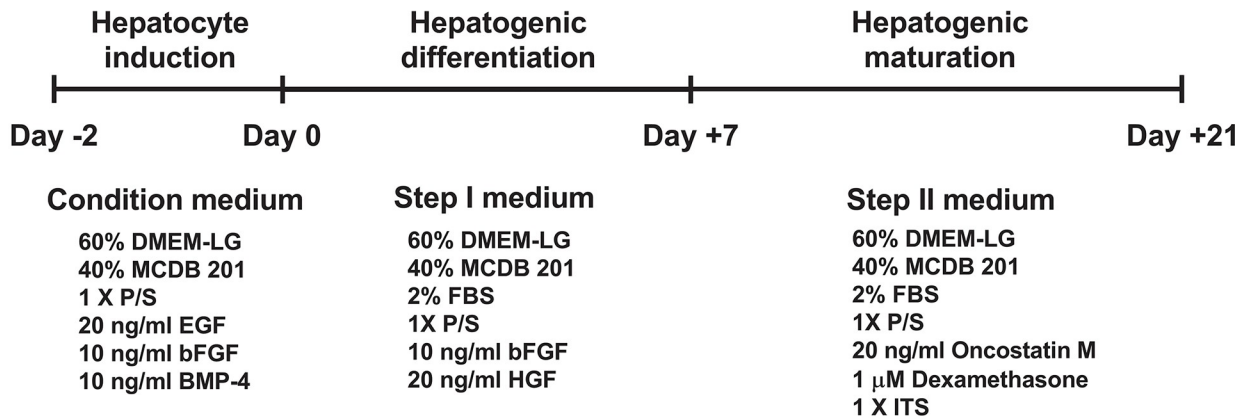 Hepatocyte
induction
Hepatogenic
differentiation
Hepatogenic
maturation
Day -2
Day 0
Day +7
Day +21
Condition medium
60% DMEM-LG
40% MCDB 201
1 X P/S
20 ng/ml EGF
10 ng/ml bFGF
10 ng/ml BMP-4
Step I medium
60% DMEM-LG
40% MCDB 201
2% FBS
1X P/S
10 ng/ml bFGF
20 ng/ml HGF
Step II medium
60% DMEM-LG
40% MCDB 201
2% FBS
1X P/S
20 ng/ml Oncostatin M
1 μM Dexamethasone
1 X ITS